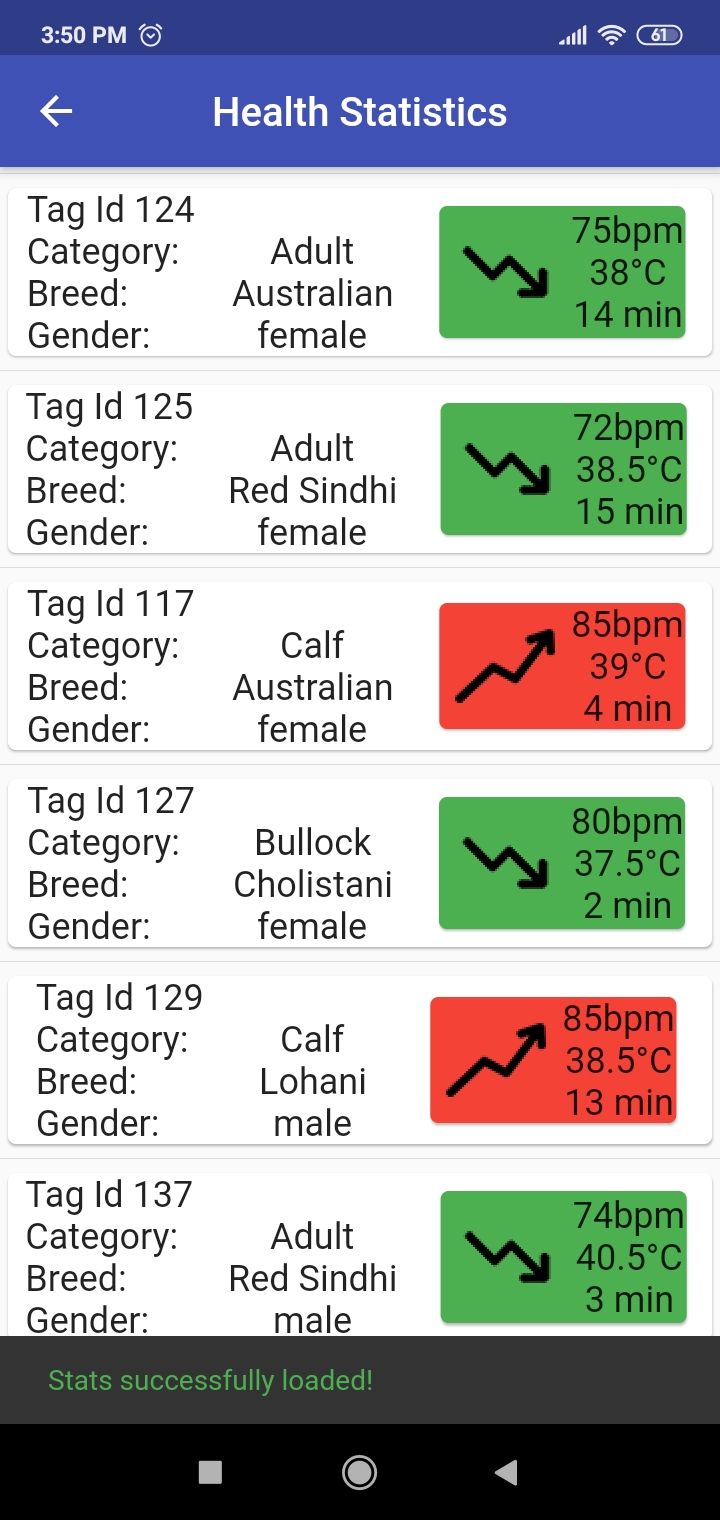 3:50 PM 61
Health Statistics
Tag Id 124
Category: Adult
Breed: Australian
Gender: female
75bpm
38°C
14 min
Tag Id 125
Category: Adult
Breed: Red Sindhi
Gender: female
72bpm
38.5°C
15 min
Tag Id 117
Category: Calf
Breed: Australian
Gender: female
85bpm
39°C
4 min
Tag Id 127
Category: Bullock
Breed: Cholistani
Gender: female
80bpm
37.5°C
2 min
Tag Id 129
Category: Calf
Breed: Lohani
Gender: male
85bpm
38.5°C
13 min
Tag Id 137
Category: Adult
Breed: Red Sindhi
Gender: male
74bpm
40.5°C
3 min
Stats successfully loaded!